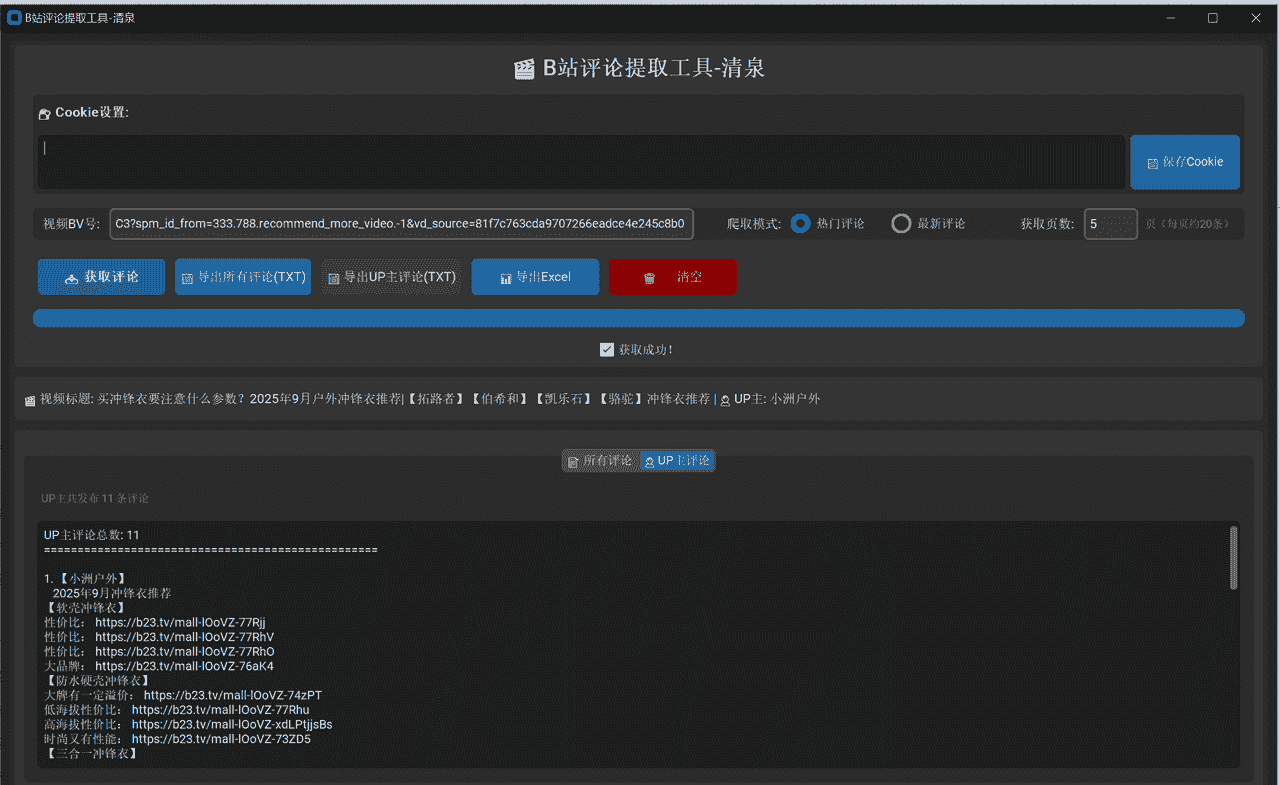 B站评论提取工具-清泉
B站评论提取工具-清泉
Cookie设置:
保存Cookie
视频BV号: C3?spm_id_from=333.788.recommend_more_video.-1&vd_source=81f7c763cda9707266eadce4e245c8b0 爬取模式: 热门评论 最新评论 获取页数: 5 页（每页约20条）
获取评论 导出所有评论(TXT) 导出UP主评论(TXT) 导出Excel 清空
获取成功!
视频标题: 买冲锋衣要注意什么参数？2025年9月户外冲锋衣推荐|【拓路者】【伯希和】【凯乐石】【骆驼】冲锋衣推荐 | UP主: 小洲户外
所有评论 UP主评论
UP主共发布 11 条评论
UP主评论总数: 11
==================================================
1. 【小洲户外】
2025年9月冲锋衣推荐
【软壳冲锋衣】
性价比： https://b23.tv/mall-lOoVZ-77Rjj
性价比： https://b23.tv/mall-lOoVZ-77RhV
性价比： https://b23.tv/mall-lOoVZ-77RhO
大品牌： https://b23.tv/mall-lOoVZ-76aK4
【防水硬壳冲锋衣】
大牌有一定溢价： https://b23.tv/mall-lOoVZ-74zPT
低海拔性价比： https://b23.tv/mall-lOoVZ-77Rhu
高海拔性价比： https://b23.tv/mall-lOoVZ-xdLPtjjsBs
时尚又有性能： https://b23.tv/mall-lOoVZ-73ZD5
【三合一冲锋衣】